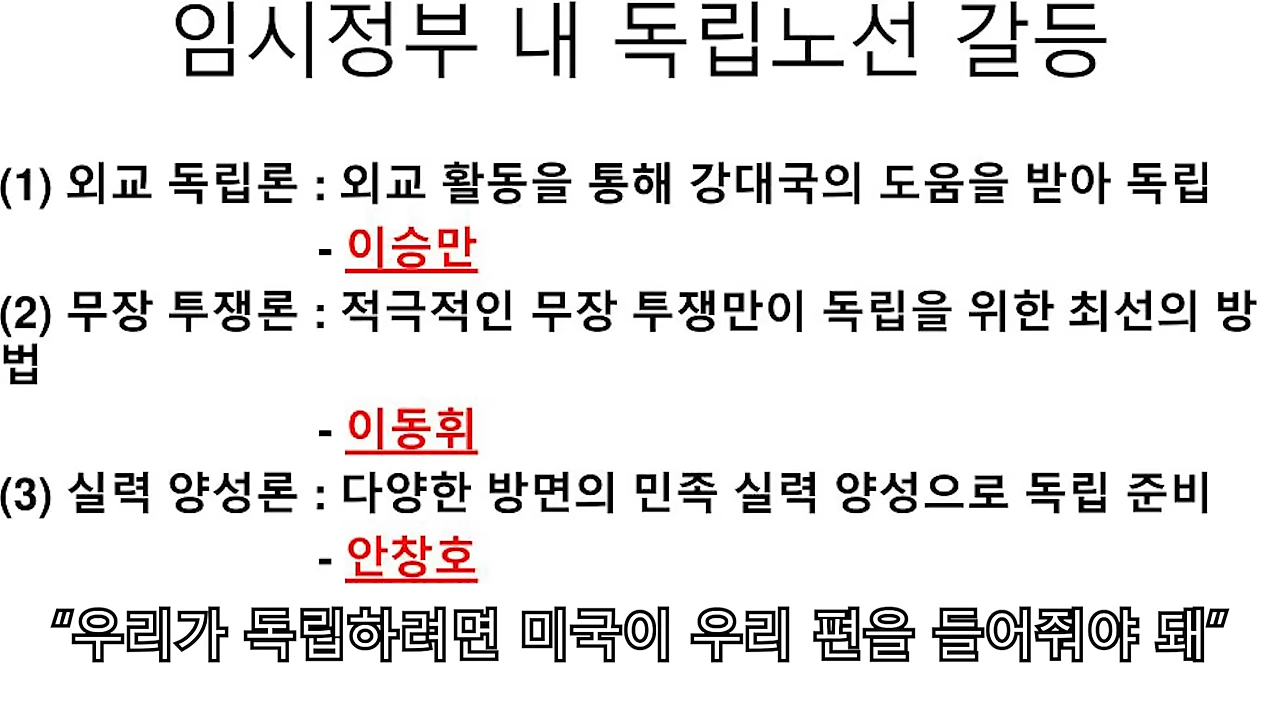 임시정부 내 독립노선 갈등
(1) 외교 독립론 : 외교 활동을 통해 강대국의 도움을 받아 독립
- 이승만
(2) 무장 투쟁론 : 적극적인 무장 투쟁만이 독립을 위한 최선의 방
법
- 이동휘
(3) 실력 양성론 : 다양한 방면의 민족 실력 양성으로 독립 준비
- 안창호
"우리가 독립하려면 미국이 우리 편을 들어줘야 돼"